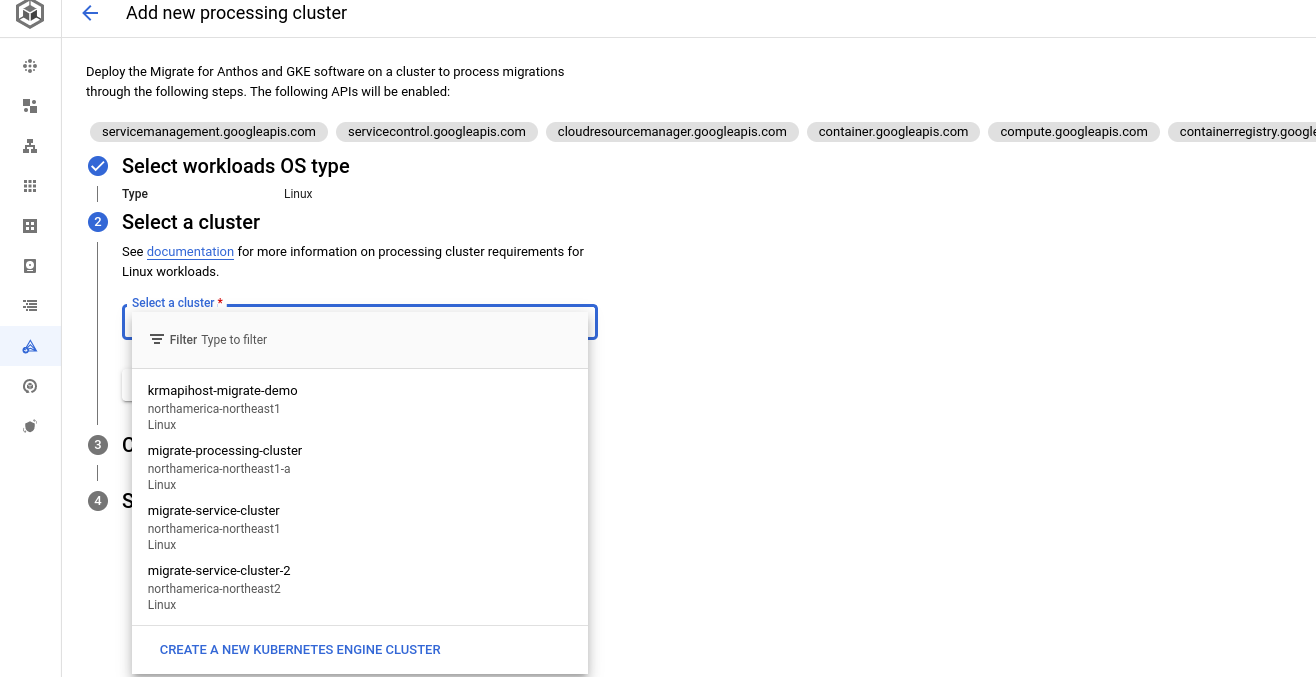 Add new processing cluster
Deploy the Migrate for Anthos and GKE software on a cluster to process migrations
through the following steps. The following APIs will be enabled:
servicemanagement.googleapis.com servicecontrol.googleapis.com cloudresourcemanager.googleapis.com container.googleapis.com compute.googleapis.com containerregistry.google
Select workloads OS type
Type Linux
2 Select a cluster
See documentation for more information on processing cluster requirements for
Linux workloads.
Select a cluster *
Filter Type to filter
krmapihost-migrate-demo
northamerica-northeast1
Linux
3 C
migrate-processing-cluster
northamerica-northeast1-a
Linux
4 S
migrate-service-cluster
northamerica-northeast1
Linux
migrate-service-cluster-2
northamerica-northeast2
Linux
CREATE A NEW KUBERNETES ENGINE CLUSTER